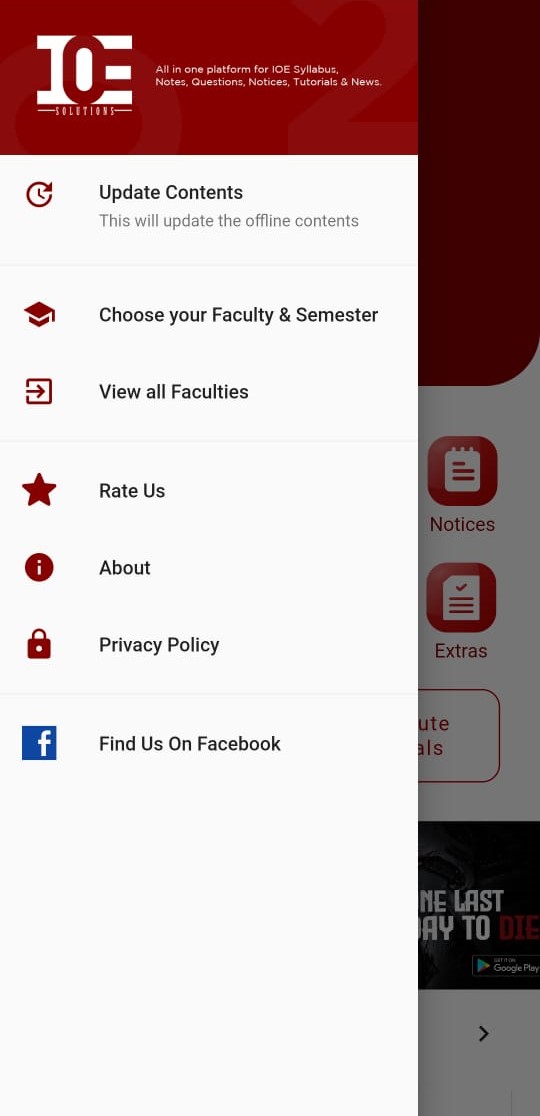 IOE
SOLUTIONS
All in one platform for IOE Syllabus,
Notes, Questions, Notices, Tutorials & News.
Update Contents
This will update the offline contents
Choose your Faculty & Semester
View all Faculties
Rate Us
About
Privacy Policy
Find Us On Facebook
Notices
Extras
ute
als
NE LAST
AY TO DIE
GET IT ON
Google Play